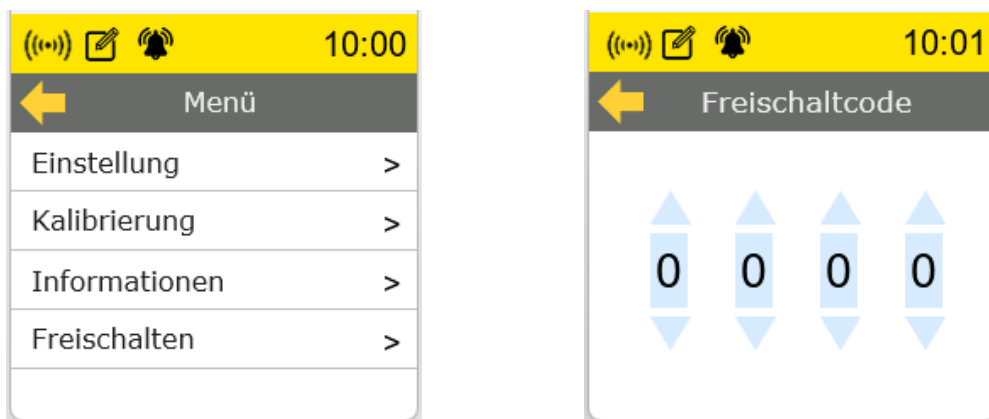 10:00
Menü
Einstellung >
Kalibrierung >
Informationen >
Freischalten >
10:01
Freischaltcode
0 0 0 0